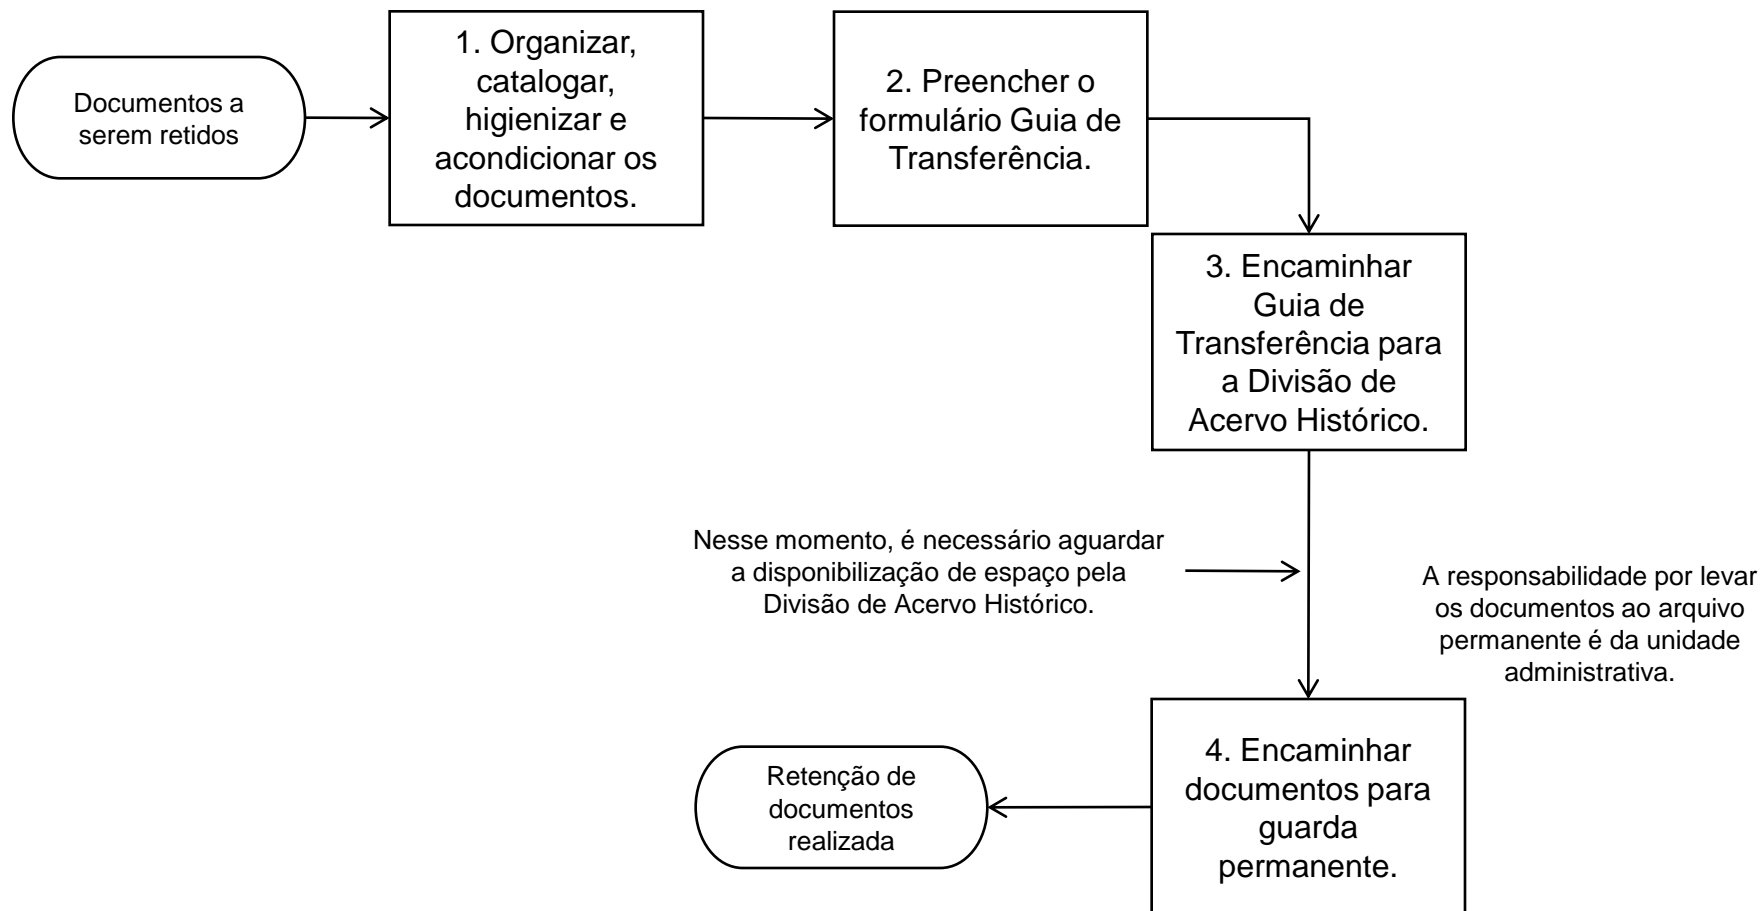 Documentos a
serem retidos
1. Organizar,
catalogar,
higienizar e
acondicionar os
documentos.
2. Preencher o
formulário Guia de
Transferência.
3. Encaminhar
Guia de
Transferência para
a Divisão de
Acervo Histórico.
Nesse momento, é necessário aguardar
a disponibilização de espaço pela
Divisão de Acervo Histórico.
A responsabilidade por levar
os documentos ao arquivo
permanente é da unidade
administrativa.
4. Encaminhar
documentos para
guarda
permanente.
Retenção de
documentos
realizada